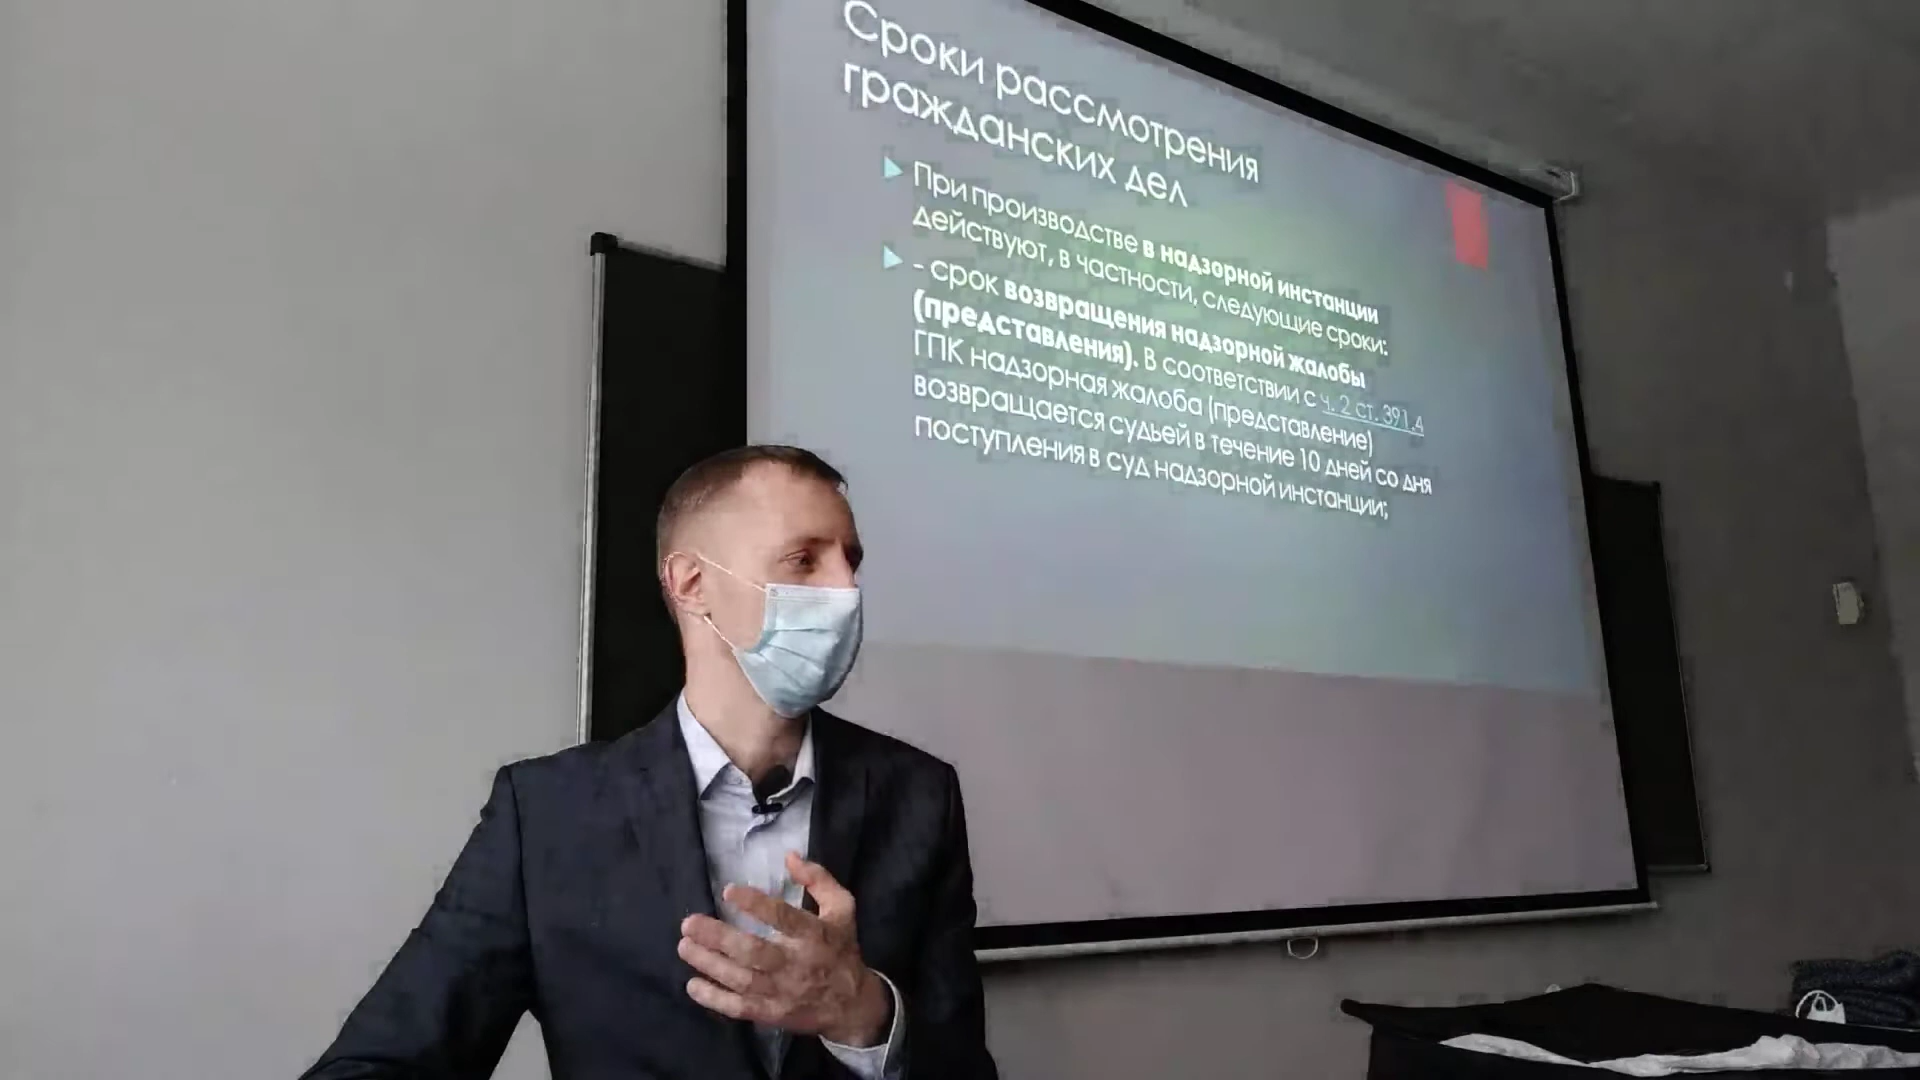 Сроки рассмотрения
гражданских дел
При производстве в надзорной инстанции
действуют, в частности, следующие сроки:
- срок возвращения надзорной жалобы
(представления). В соответствии с ч. 2 ст. 391.4
ГПК надзорная жалоба (представление)
возвращается судьей в течение 10 дней со дня
поступления в суд надзорной инстанции;